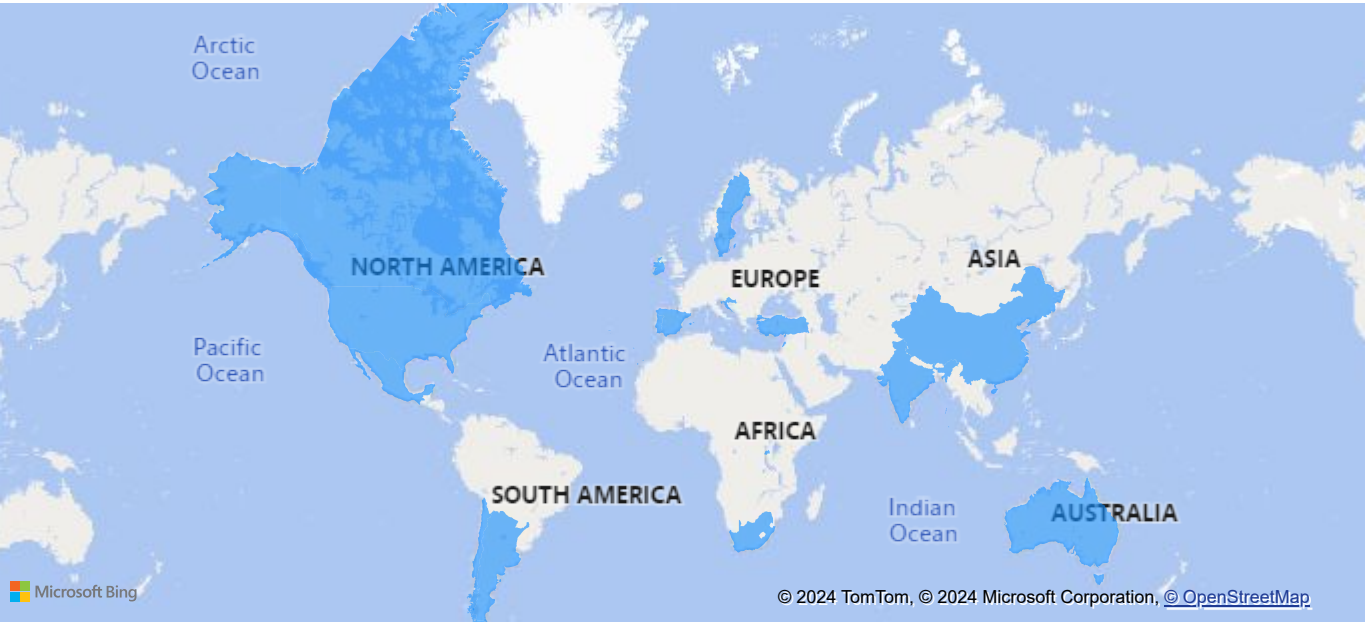 Arctic
Ocean
NORTH AMERICA
EUROPE
ASIA
Pacific
Ocean
Atlantic
Ocean
AFRICA
SOUTH AMERICA
Indian
Ocean
AUSTRALIA
Microsoft Bing
© 2024 TomTom, © 2024 Microsoft Corporation, © OpenStreetMap